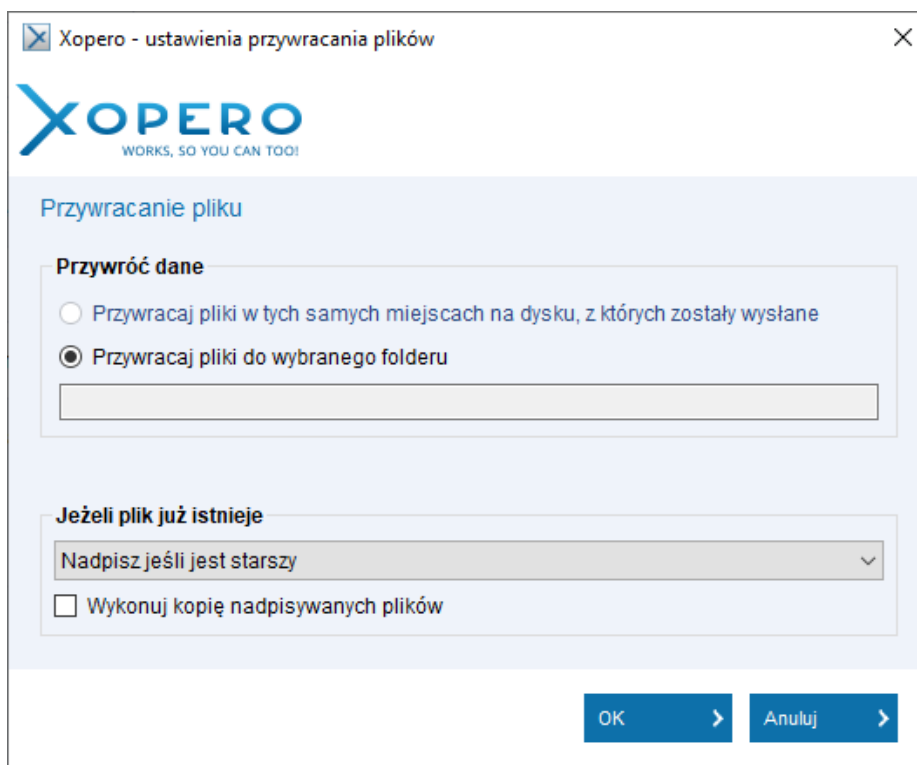 Xopero - ustawienia przywracania plików
XOPERO
WORKS, SO YOU CAN TOO!
Przywracanie pliku
Przywróć dane
Przywracaj pliki w tych samych miejscach na dysku, z których zostały wysłane
Przywracaj pliki do wybranego folderu
Jeżeli plik już istnieje
Nadpisz jeśli jest starszy
Wykonuj kopię nadpisywanych plików
OK
Anuluj